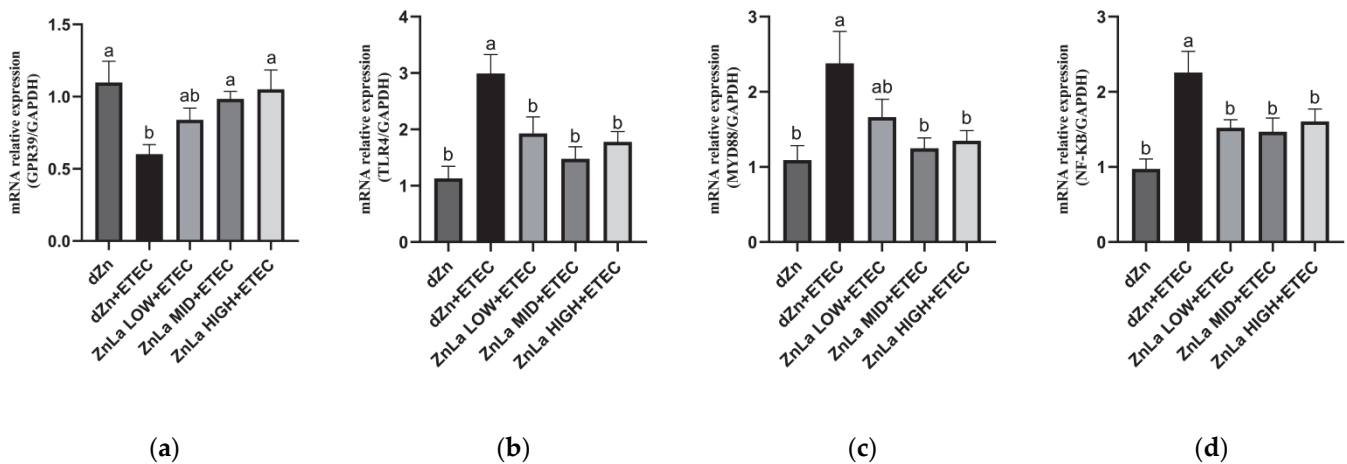 mRNA relative expression
(GPR39/GAPDH)
1.5
1.0
0.5
0.0
a
b
ab
a
a
dZn
dZn+ETEC
ZnLa LOW+ETEC
ZnLa MID+ETEC
ZnLa HIGH+ETEC
(a)
mRNA relative expression
(TLR4/GAPDH)
4
3
2
1
0
b
a
b
b
b
dZn
dZn+ETEC
ZnLa LOW+ETEC
ZnLa MID+ETEC
ZnLa HIGH+ETEC
(b)
mRNA relative expression
(MYD88/GAPDH)
3
2
1
0
b
a
ab
b
b
dZn
dZn+ETEC
ZnLa LOW+ETEC
ZnLa MID+ETEC
ZnLa HIGH+ETEC
(c)
mRNA relative expression
(NF-KB/GAPDH)
3
2
1
0
b
a
b
b
b
dZn
dZn+ETEC
ZnLa LOW+ETEC
ZnLa MID+ETEC
ZnLa HIGH+ETEC
(d)